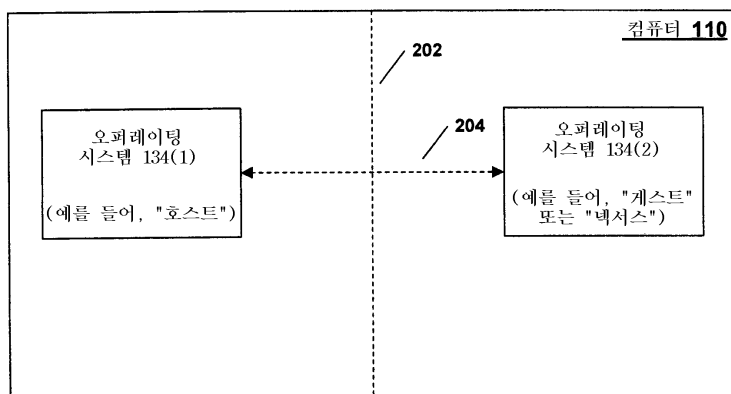 컴퓨터 110
202
오퍼레이팅
시스템 134(1)
(예를 들어, "호스트")
204
오퍼레이팅
시스템 134(2)
(예를 들어, "게스트"
또는 "넥서스")